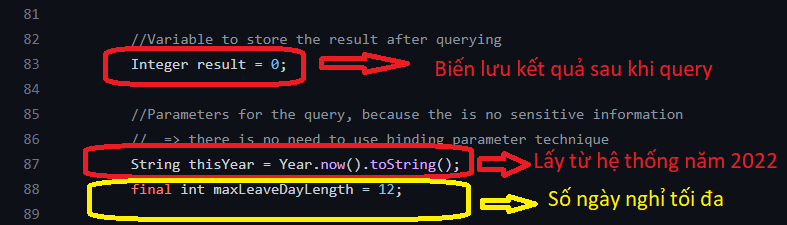 81
82 //Variable to store the result after querying
83 Integer result = 0; Biến lưu kết quả sau khi query
84
85 //Parameters for the query, because the is no sensitive information
86 // => there is no need to use binding parameter technique
87 String thisYear = Year.now().toString(); Lấy từ hệ thống năm 2022
88 final int maxLeaveDayLength = 12; Số ngày nghỉ tối đa
89